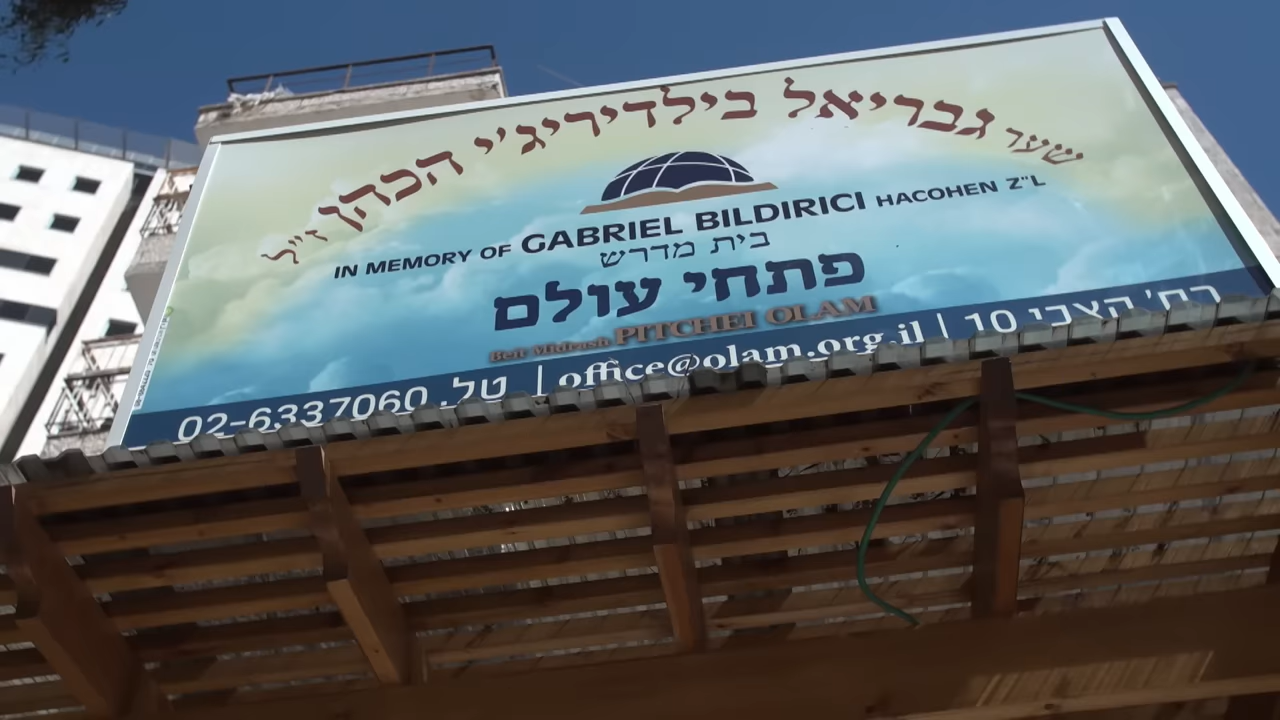 שער גבריאל בילדיריג'י הכהן ז"ל
IN MEMORY OF GABRIEL BILDIRICI HACOHEN Z"L
בית מדרש
פתחי עולם
Beit Midrash PITCHEI OLAM
רח' הצבי 10 | office@olam.org.il | טל. 02-6337060